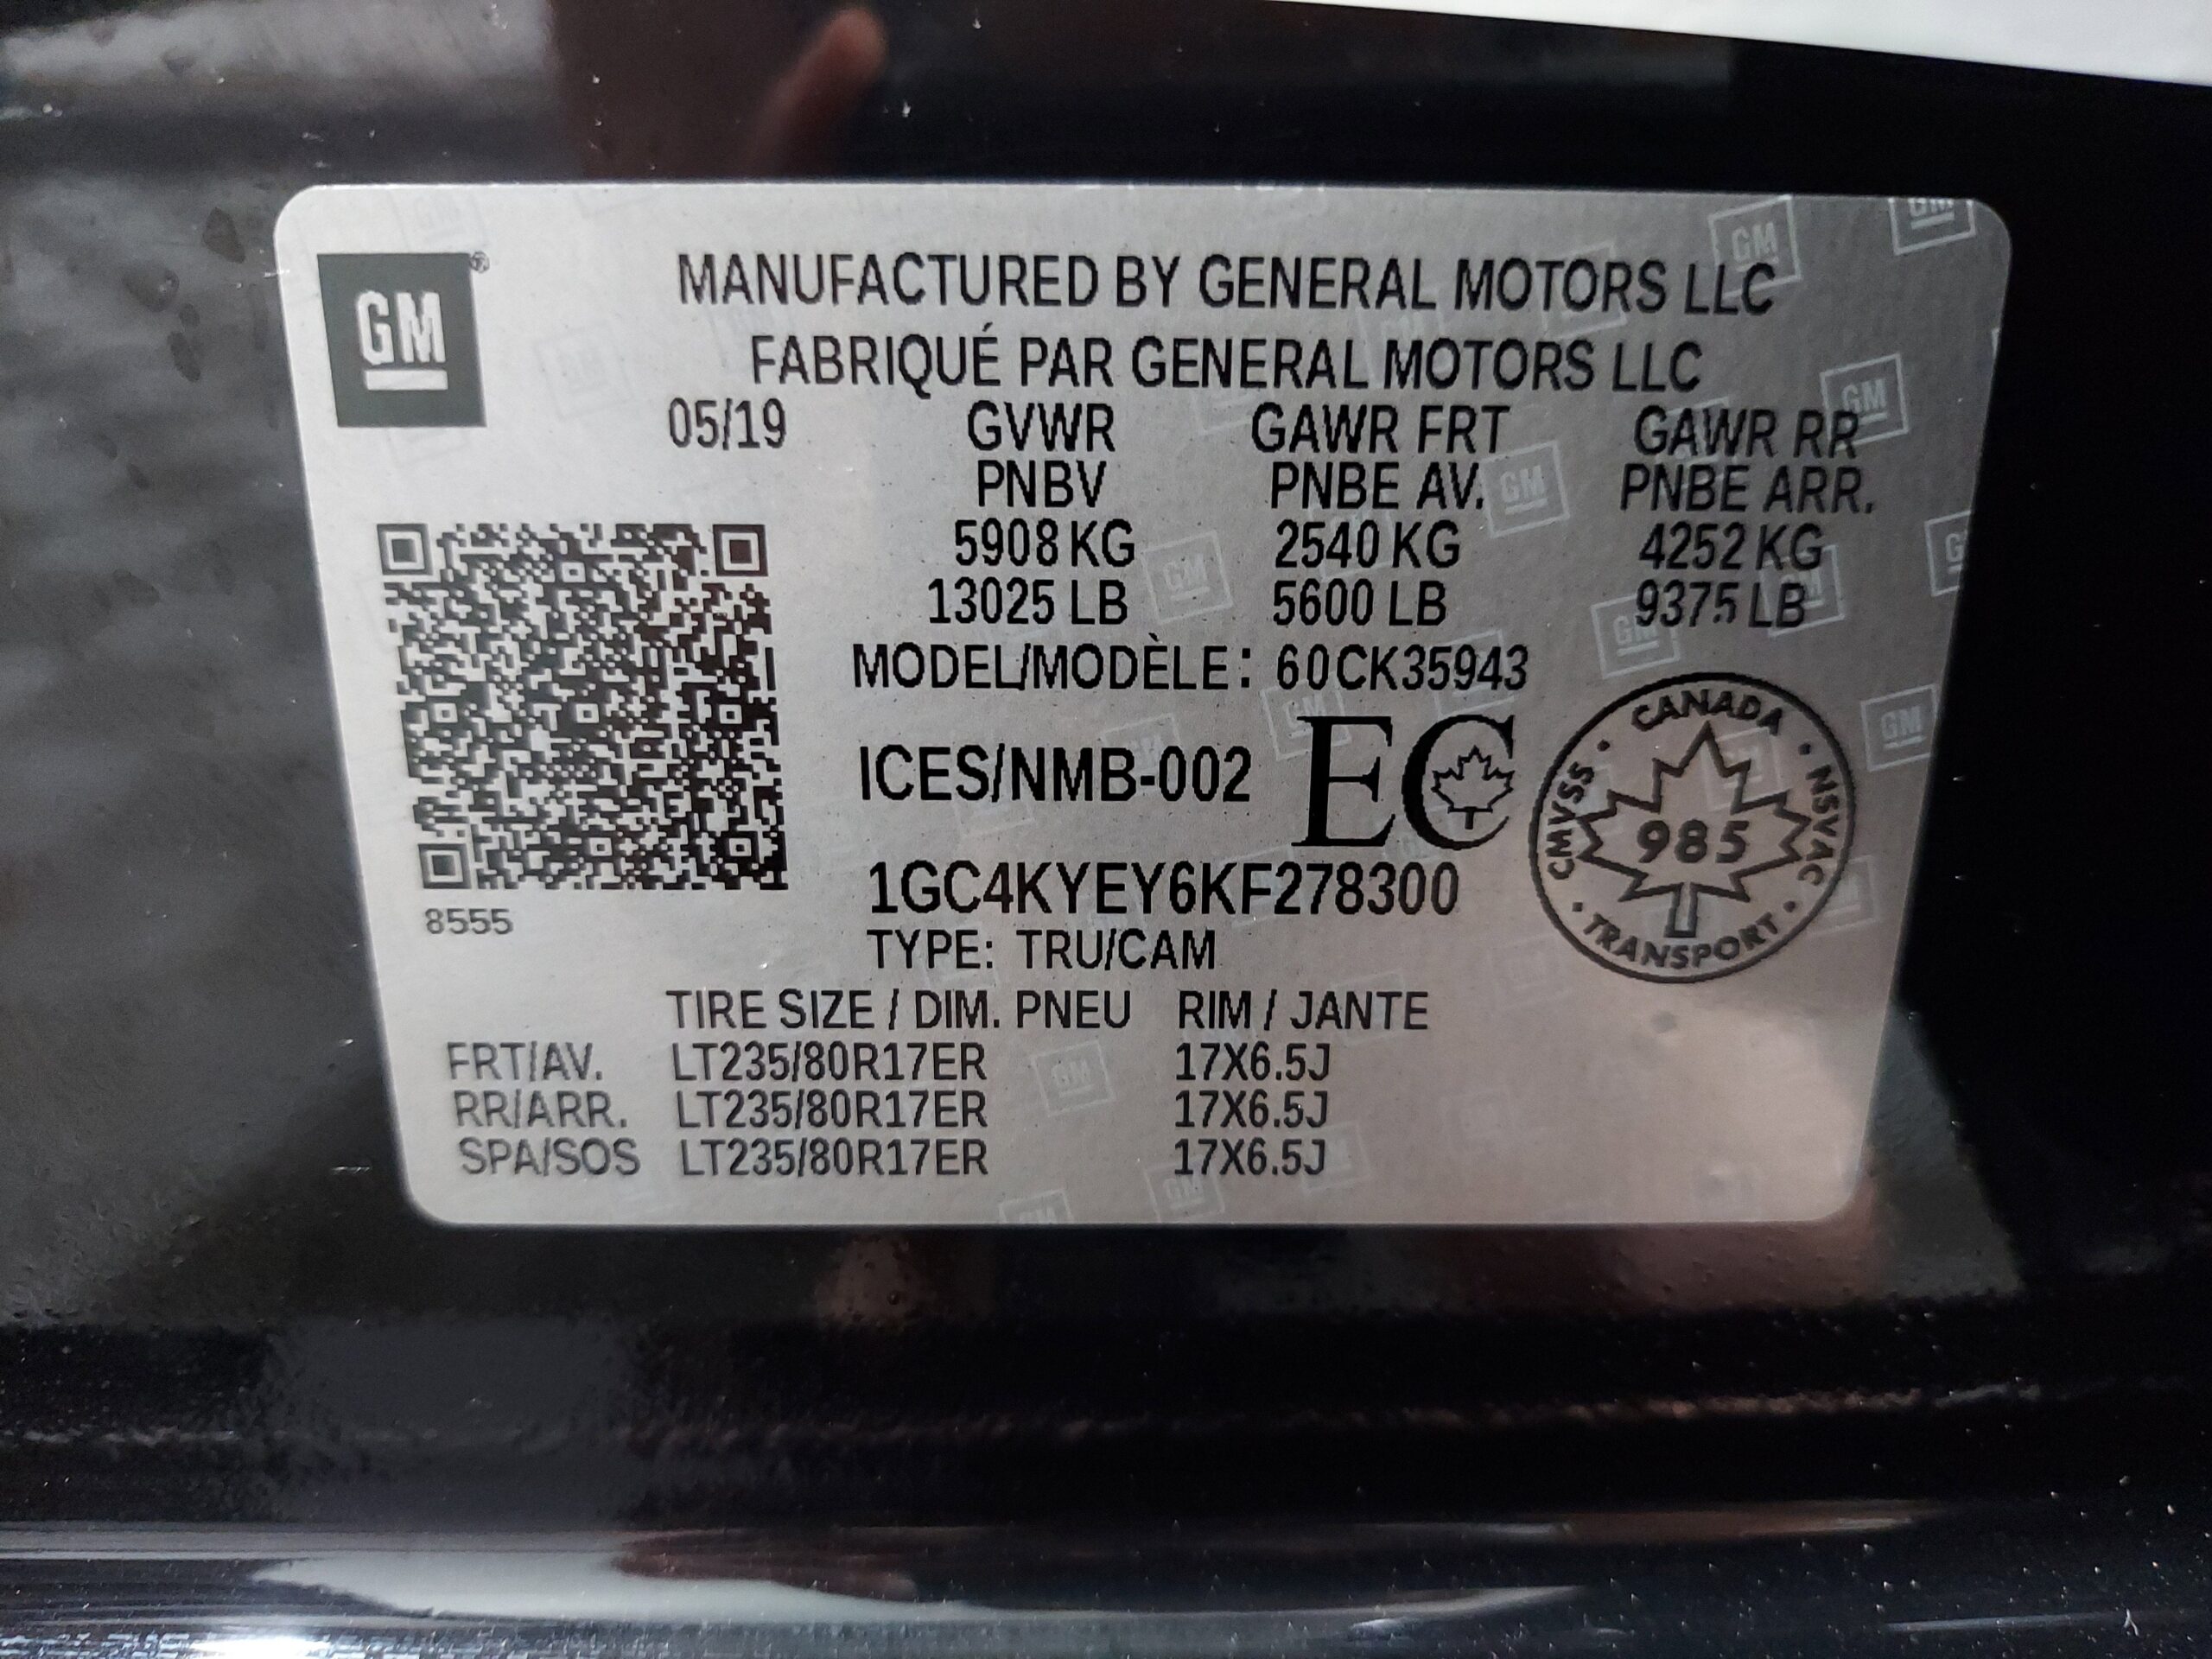 GM®
MANUFACTURED BY GENERAL MOTORS LLC
FABRIQUÉ PAR GENERAL MOTORS LLC
05/19 GVWR GAWR FRT GAWR RR
PNBV PNBE AV. PNBE ARR.
5908 KG 2540 KG 4252 KG
13025 LB 5600 LB 9375 LB
MODEL/MODÈLE: 60CK35943
ICES/NMB-002 EC
1GC4KYEY6KF278300
TYPE: TRU/CAM
8555
CANADA
CMVSS • NSVAC
985
TRANSPORT
TIRE SIZE / DIM. PNEU RIM / JANTE
FRT/AV. LT235/80R17ER 17X6.5J
RR/ARR. LT235/80R17ER 17X6.5J
SPA/SOS LT235/80R17ER 17X6.5J